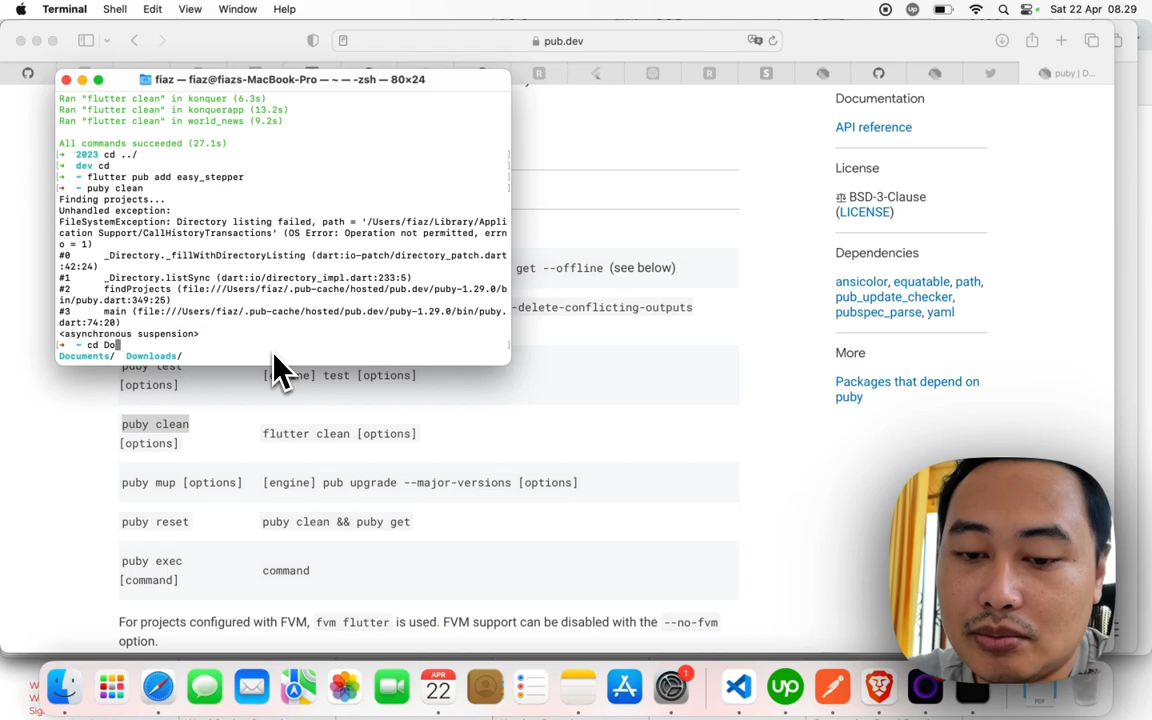 Terminal Shell Edit View Window Help
Sat 22 Apr 08.29
pub.dev
puby | D...
fiaz — fiaz@fiazs-MacBook-Pro — ~ — -zsh — 80×24
Ran "flutter clean" in konquer (6.3s)
Ran "flutter clean" in konquerapp (13.2s)
Ran "flutter clean" in world_news (9.2s)
All commands succeeded (27.1s)
[➜ 2023 cd ../ ]
[➜ dev cd ]
[➜ ~ flutter pub add easy_stepper ]
[➜ ~ puby clean ]
Finding projects...
Unhandled exception:
FileSystemException: Directory listing failed, path = '/Users/fiaz/Library/Appli
cation Support/CallHistoryTransactions' (OS Error: Operation not permitted, errn
o = 1)
#0 _Directory._fillWithDirectoryListing (dart:io-patch/directory_patch.dart
:42:24)
#1 _Directory.listSync (dart:io/directory_impl.dart:233:5)
#2 findProjects (file:///Users/fiaz/.pub-cache/hosted/pub.dev/puby-1.29.0/b
in/puby.dart:349:25)
#3 main (file:///Users/fiaz/.pub-cache/hosted/pub.dev/puby-1.29.0/bin/puby.
dart:74:20)
<asynchronous suspension>
[➜ ~ cd Do ]
Documents/ Downloads/
get --offline (see below)
-delete-conflicting-outputs
puby test
[options]
test [options]
puby clean
[options]
flutter clean [options]
puby mup [options]
[engine] pub upgrade --major-versions [options]
puby reset
puby clean && puby get
puby exec
[command]
command
For projects configured with FVM, fvm flutter is used. FVM support can be disabled with the --no-fvm
option.
Documentation
API reference
License
BSD-3-Clause
(LICENSE)
Dependencies
ansicolor, equatable, path,
pub_update_checker,
pubspec_parse, yaml
More
Packages that depend on
puby
APR
22
1
up
PDF
W
W
Sig.